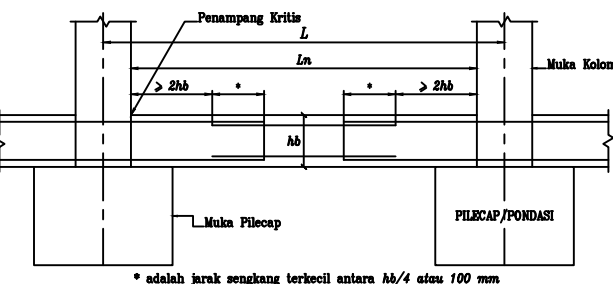 Penampang Kritis
L
Ln
Muka Kolom
⩾ 2hb
*
*
⩾ 2hb
hb
Muka Pilecap
PILECAP/PONDASI
* adalah jarak sengkang terkecil antara hb/4 atau 100 mm